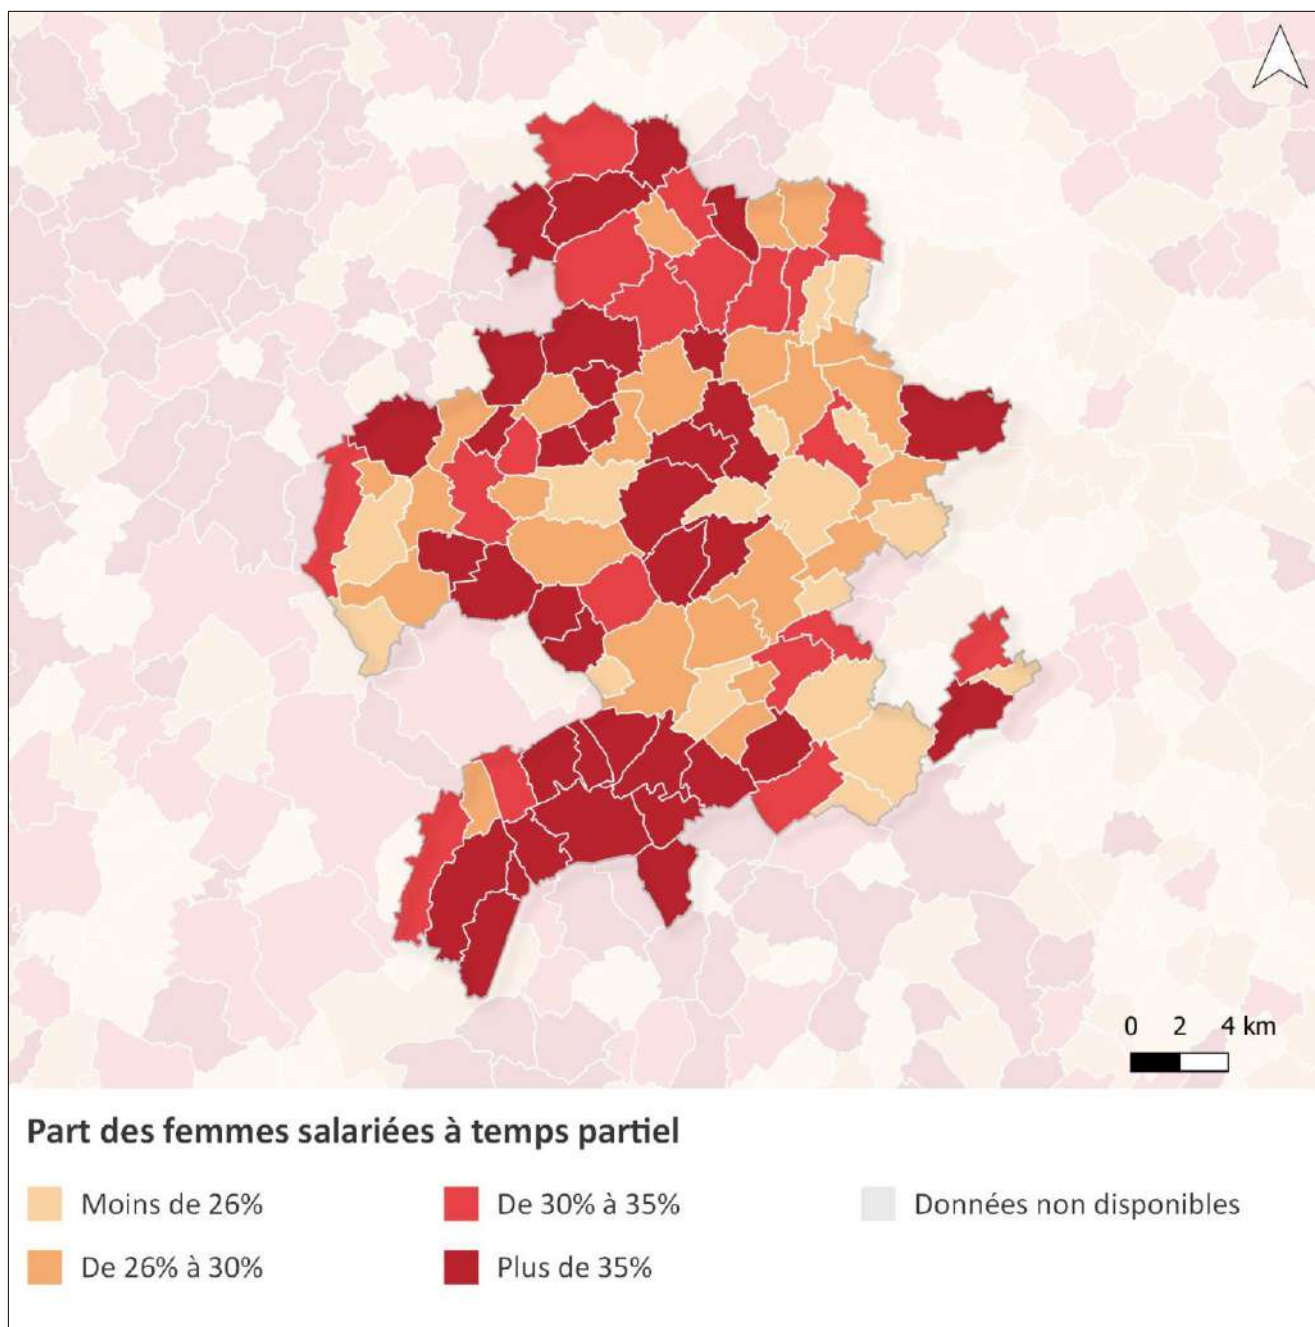 0 2 4 km
Part des femmes salariées à temps partiel
Moins de 26% De 30% à 35% Données non disponibles
De 26% à 30% Plus de 35%